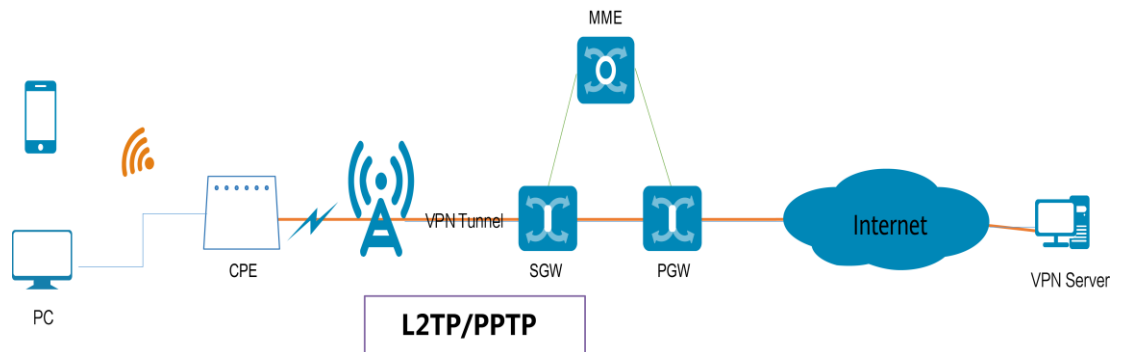 MME
VPN Tunnel
Internet
CPE
SGW
PGW
VPN Server
PC
L2TP/PPTP